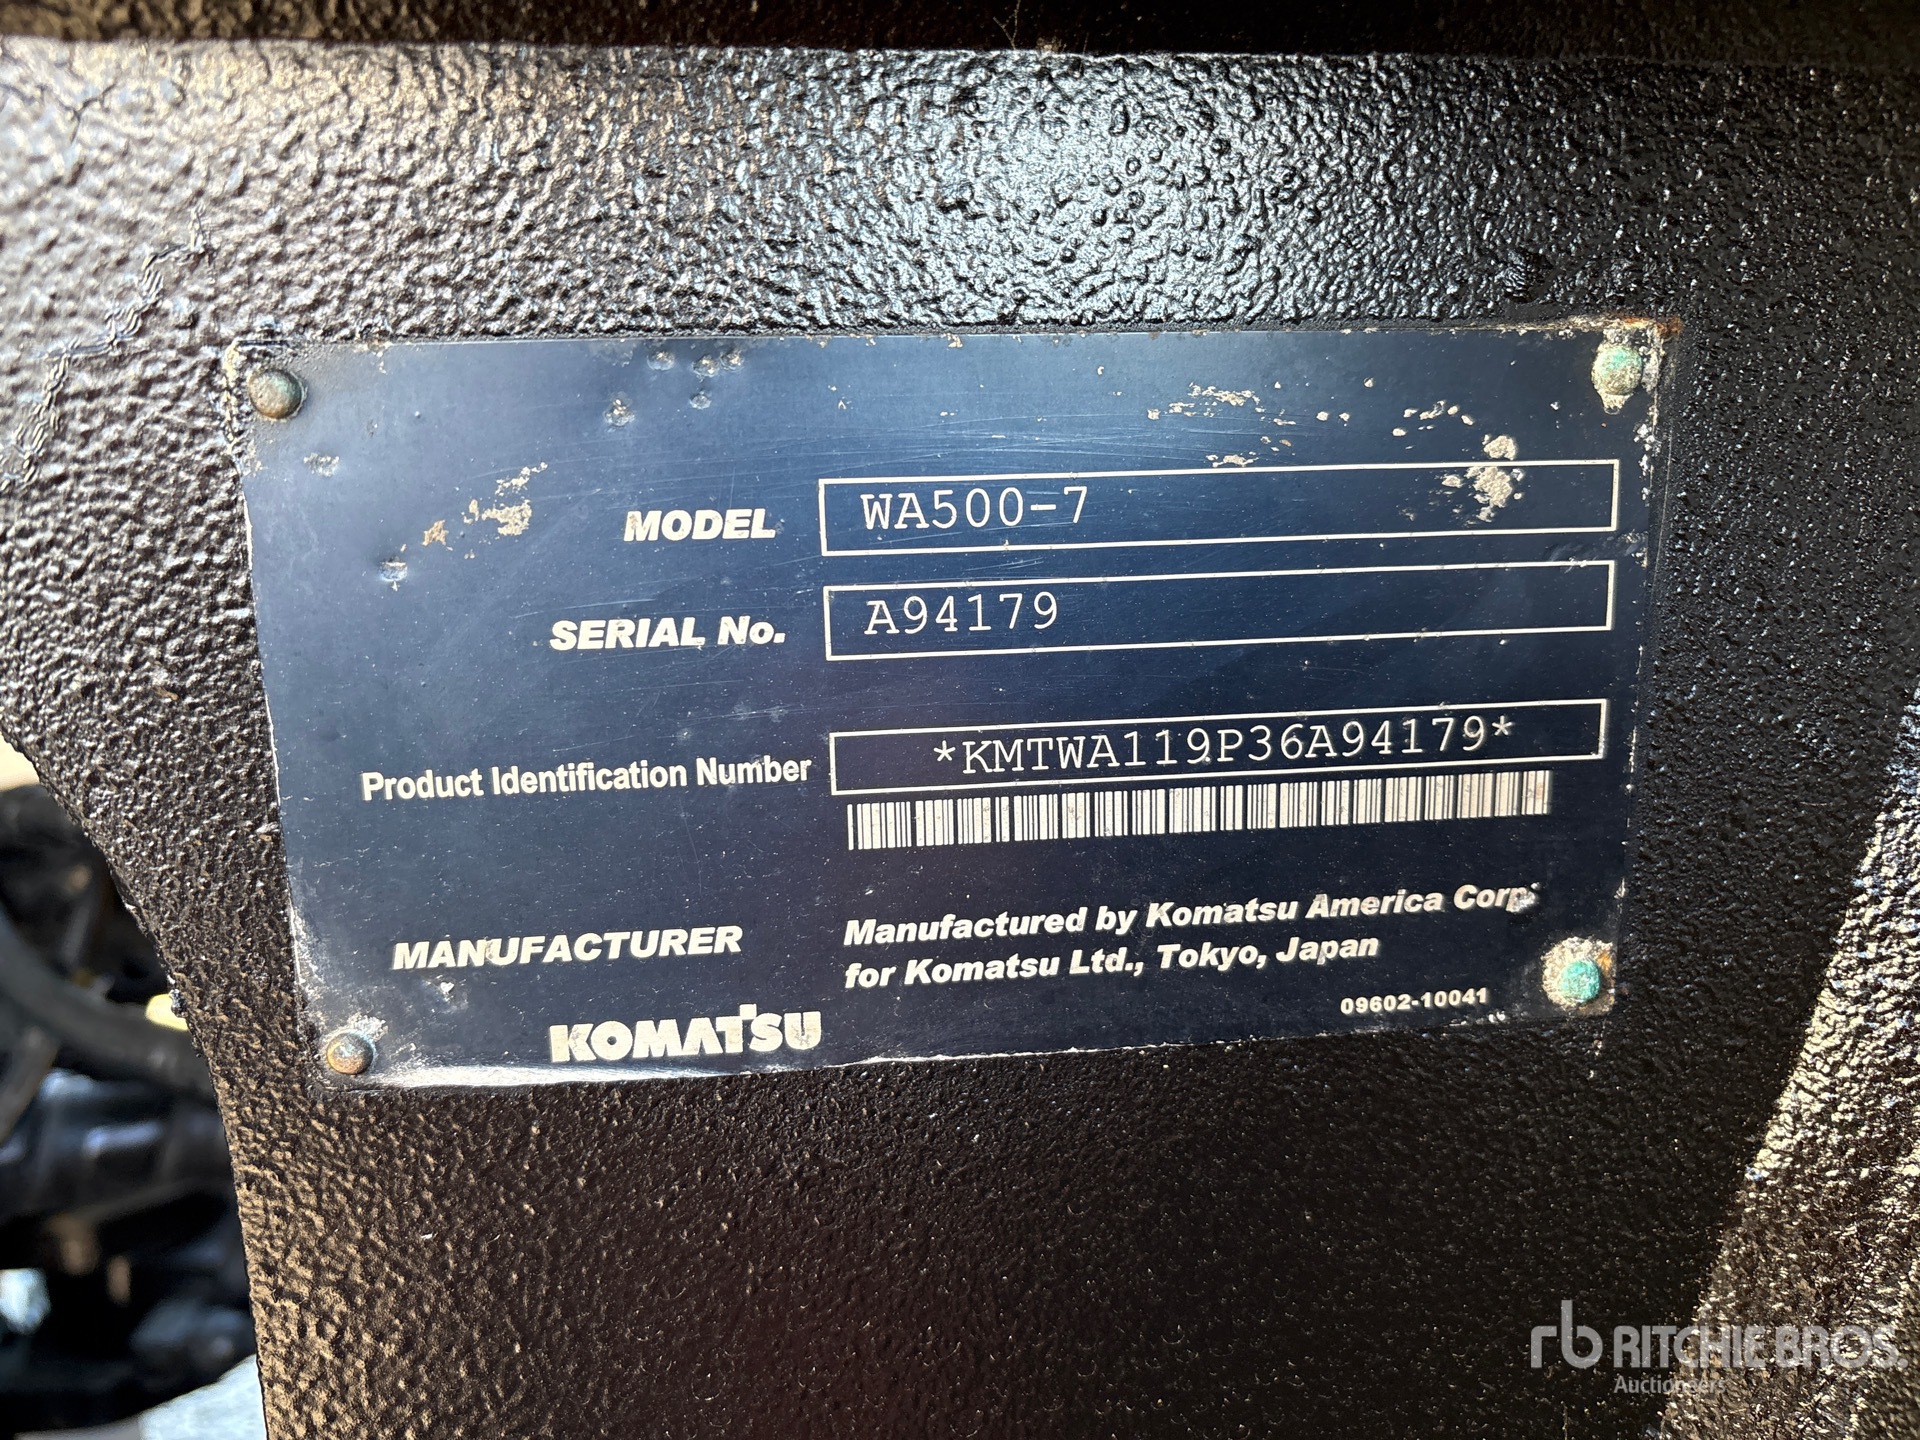 MODEL WA500-7
SERIAL No. A94179
Product Identification Number *KMTWA119P36A94179*
MANUFACTURER Manufactured by Komatsu America Corp.
for Komatsu Ltd., Tokyo, Japan
09602-10041
KOMATSU
rb RITCHIE BROS.
Auctioneers